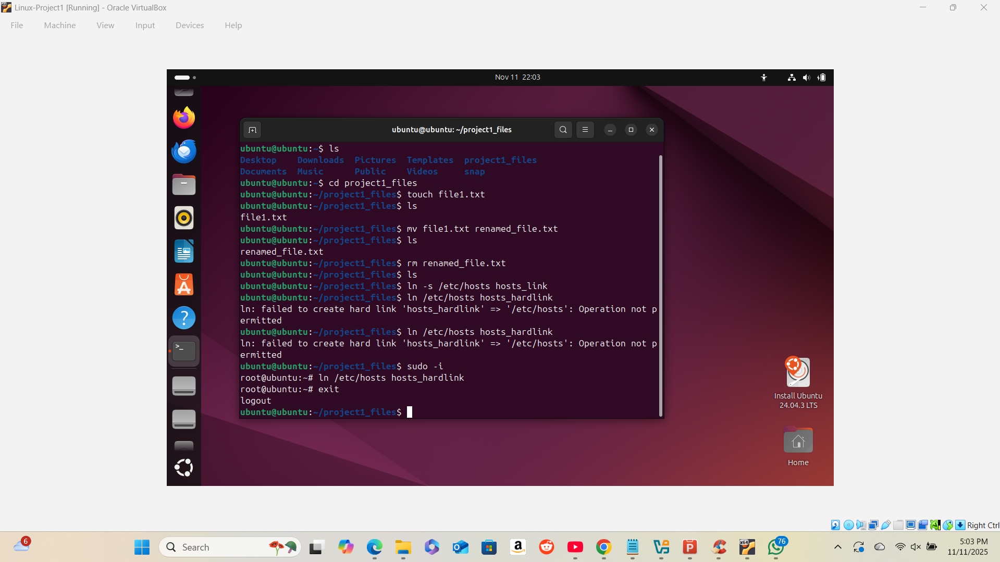 Linux-Project1 [Running] - Oracle VirtualBox
File Machine View Input Devices Help
Nov 11 22:03
ubuntu@ubuntu: ~/project1_files
ubuntu@ubuntu:~$ ls
Desktop Downloads Pictures Templates project1_files
Documents Music Public Videos snap
ubuntu@ubuntu:~$ cd project1_files
ubuntu@ubuntu:~/project1_files$ touch file1.txt
ubuntu@ubuntu:~/project1_files$ ls
file1.txt
ubuntu@ubuntu:~/project1_files$ mv file1.txt renamed_file.txt
ubuntu@ubuntu:~/project1_files$ ls
renamed_file.txt
ubuntu@ubuntu:~/project1_files$ rm renamed_file.txt
ubuntu@ubuntu:~/project1_files$ ls
ubuntu@ubuntu:~/project1_files$ ln -s /etc/hosts hosts_link
ubuntu@ubuntu:~/project1_files$ ln /etc/hosts hosts_hardlink
ln: failed to create hard link 'hosts_hardlink' => '/etc/hosts': Operation not p
ermitted
ubuntu@ubuntu:~/project1_files$ ln /etc/hosts hosts_hardlink
ln: failed to create hard link 'hosts_hardlink' => '/etc/hosts': Operation not p
ermitted
ubuntu@ubuntu:~/project1_files$ sudo -i
root@ubuntu:~# ln /etc/hosts hosts_hardlink
root@ubuntu:~# exit
logout
ubuntu@ubuntu:~/project1_files$
Install Ubuntu
24.04.3 LTS
Home
Right Ctrl
6
Search
76
5:03 PM
11/11/2025